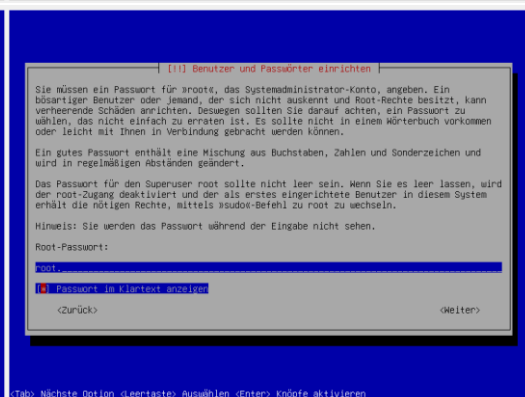 [!!] Benutzer und Passwörter einrichten
Sie müssen ein Passwort für »root«, das Systemadministrator-Konto, angeben. Ein
bösartiger Benutzer oder jemand, der sich nicht auskennt und Root-Rechte besitzt, kann
verheerende Schäden anrichten. Deswegen sollten Sie darauf achten, ein Passwort zu
wählen, das nicht einfach zu erraten ist. Es sollte nicht in einem Wörterbuch vorkommen
oder leicht mit Ihnen in Verbindung gebracht werden können.
Ein gutes Passwort enthält eine Mischung aus Buchstaben, Zahlen und Sonderzeichen und
wird in regelmäßigen Abständen geändert.
Das Passwort für den Superuser root sollte nicht leer sein. Wenn Sie es leer lassen, wird
der root-Zugang deaktiviert und der als erstes eingerichtete Benutzer in diesem System
erhält die nötigen Rechte, mittels »sudo«-Befehl zu root zu wechseln.
Hinweis: Sie werden das Passwort während der Eingabe nicht sehen.
Root-Passwort:
root.
[*] Passwort im Klartext anzeigen
<Zurück> <Weiter>
<Tab> Nächste Option <Leertaste> Auswählen <Enter> Knöpfe aktivieren